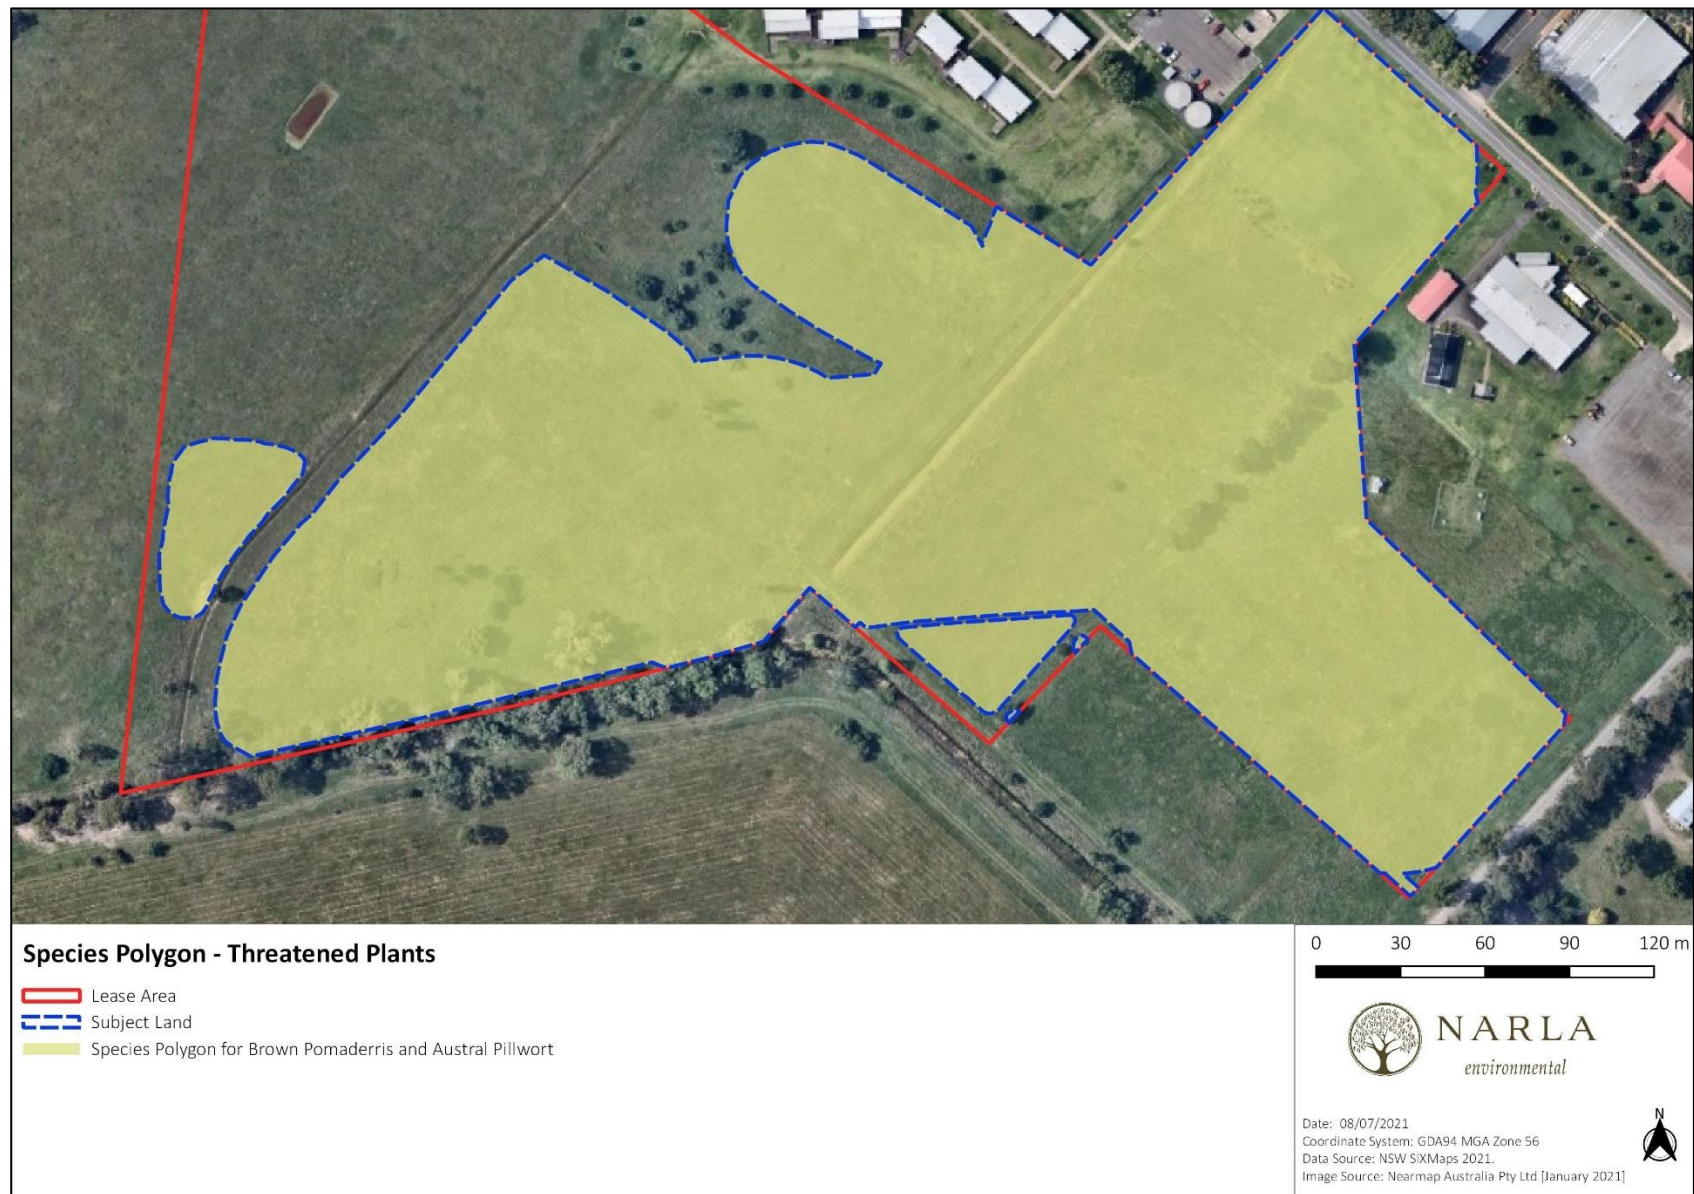 Species Polygon - Threatened Plants
Lease Area
Subject Land
Species Polygon for Brown Pomaderris and Austral Pillwort
0 30 60 90 120 m
NARLA
environmental
N
Date: 08/07/2021
Coordinate System: GDA94 MGA Zone 56
Data Source: NSW SIXMaps 2021.
Image Source: Nearmap Australia Pty Ltd [January 2021]